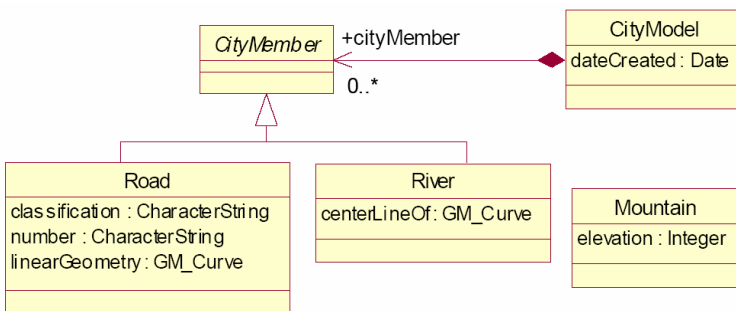 CityMember
+cityMember
0..*
CityModel
dateCreated : Date
Road
classification : CharacterString
number : CharacterString
linearGeometry : GM_Curve
River
centerLineOf : GM_Curve
Mountain
elevation : Integer